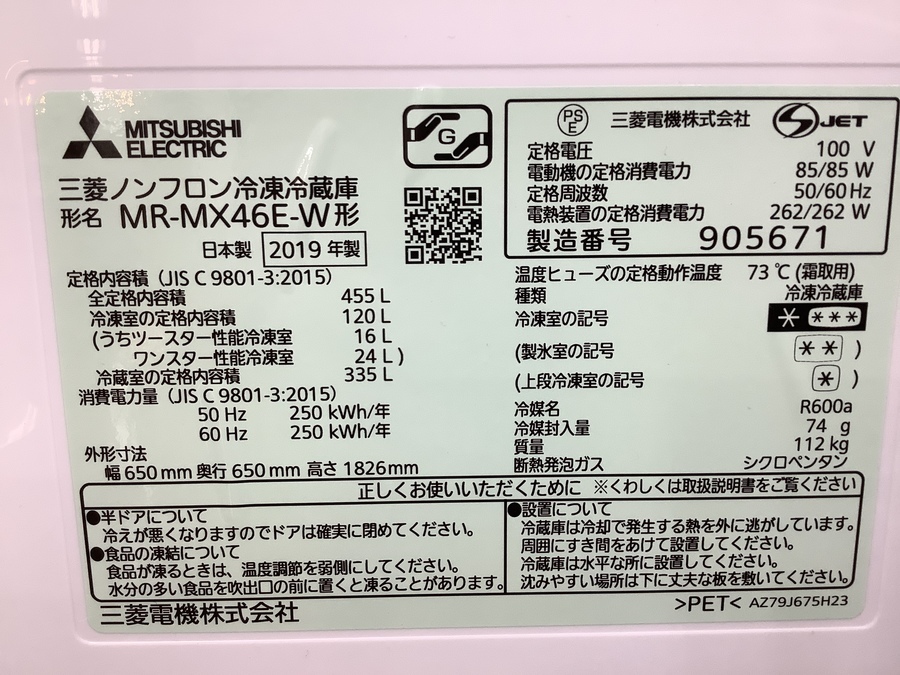 MITSUBISHI
ELECTRIC
G
三菱ノンフロン冷凍冷蔵庫
形名 MR-MX46E-W形
日本製 2019 年製
定格内容積（JIS C 9801-3:2015）
全定格内容積 455 L
冷凍室の定格内容積 120 L
（うちツースター性能冷凍室 16 L
ワンスター性能冷凍室 24 L ）
冷蔵室の定格内容積 335 L
消費電力量（JIS C 9801-3:2015）
50 Hz 250 kWh/年
60 Hz 250 kWh/年
外形寸法
幅 650 mm 奥行 650 mm 高さ 1826 mm
PSE 三菱電機株式会社 S JET
定格電圧 100 V
電動機の定格消費電力 85/85 W
定格周波数 50/60 Hz
電熱装置の定格消費電力 262/262 W
製造番号 905671
温度ヒューズの定格動作温度 73 ℃ (霜取用)
種類 冷凍冷蔵庫
冷凍室の記号 * ***
(製氷室の記号 ** )
(上段冷凍室の記号 * )
冷媒名 R600a
冷媒封入量 74 g
質量 112 kg
断熱発泡ガス シクロペンタン
正しくお使いいただくために ※くわしくは取扱説明書をご覧ください
●半ドアについて
冷えが悪くなりますのでドアは確実に閉めてください。
●食品の凍結について
食品が凍るときは、温度調節を弱側にしてください。
水分の多い食品を吹出口の前に置くと凍ることがあります。
●設置について
冷蔵庫は冷却で発生する熱を外に逃がしています。
周囲にすき間をあけて設置してください。
冷蔵庫は水平な所に設置してください。
沈みやすい場所は下に丈夫な板を敷いてください。
三菱電機株式会社
>PET< AZ79J675H23